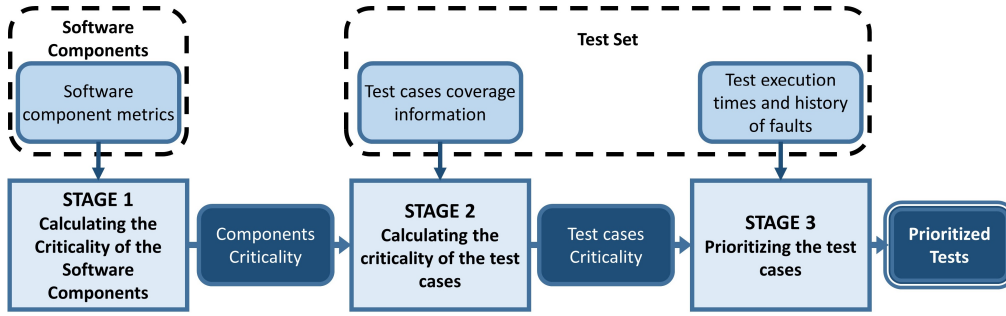 Software
Components
Software
component metrics
Test Set
Test cases coverage
information
Test execution
times and history
of faults
STAGE 1
Calculating the
Criticality of the
Software
Components
Components
Criticality
STAGE 2
Calculating the
criticality of the test
cases
Test cases
Criticality
STAGE 3
Prioritizing the test
cases
Prioritized
Tests